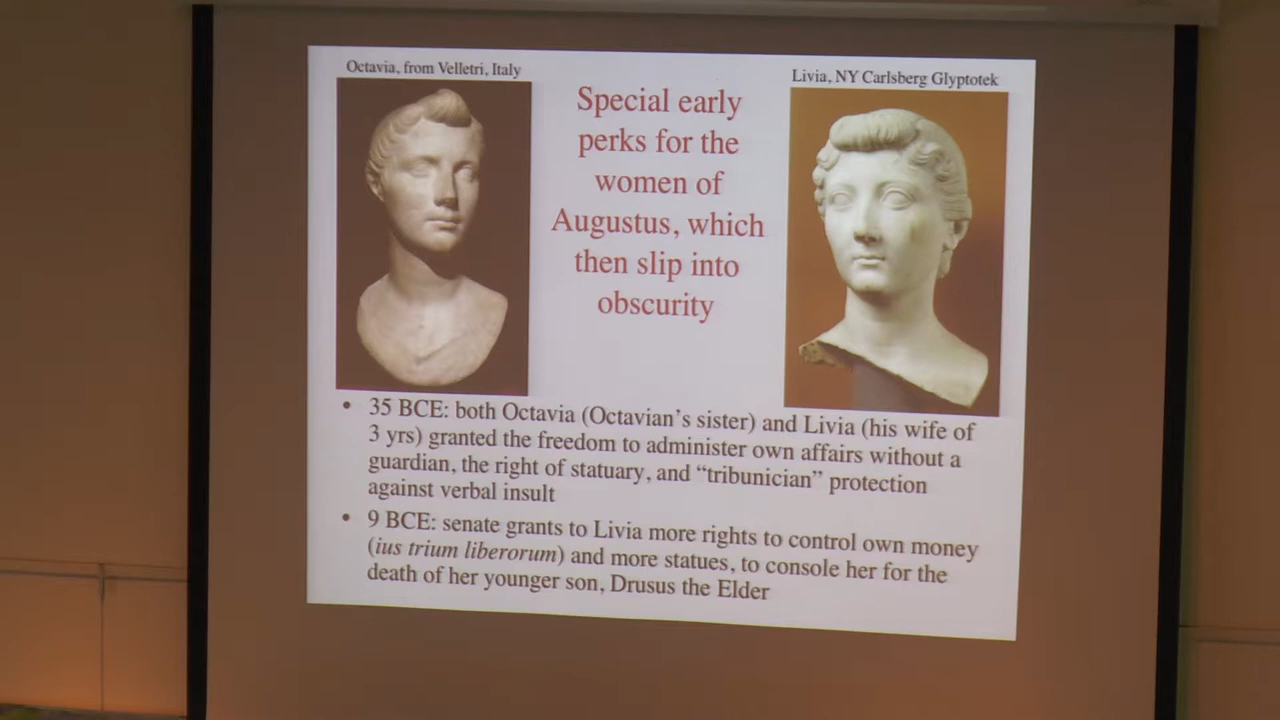 Octavia, from Velletri, Italy
Livia, NY Carlsberg Glyptotek
Special early
perks for the
women of
Augustus, which
then slip into
obscurity
• 35 BCE: both Octavia (Octavian's sister) and Livia (his wife of
3 yrs) granted the freedom to administer own affairs without a
guardian, the right of statuary, and “tribunician” protection
against verbal insult
• 9 BCE: senate grants to Livia more rights to control own money
(ius trium liberorum) and more statues, to console her for the
death of her younger son, Drusus the Elder